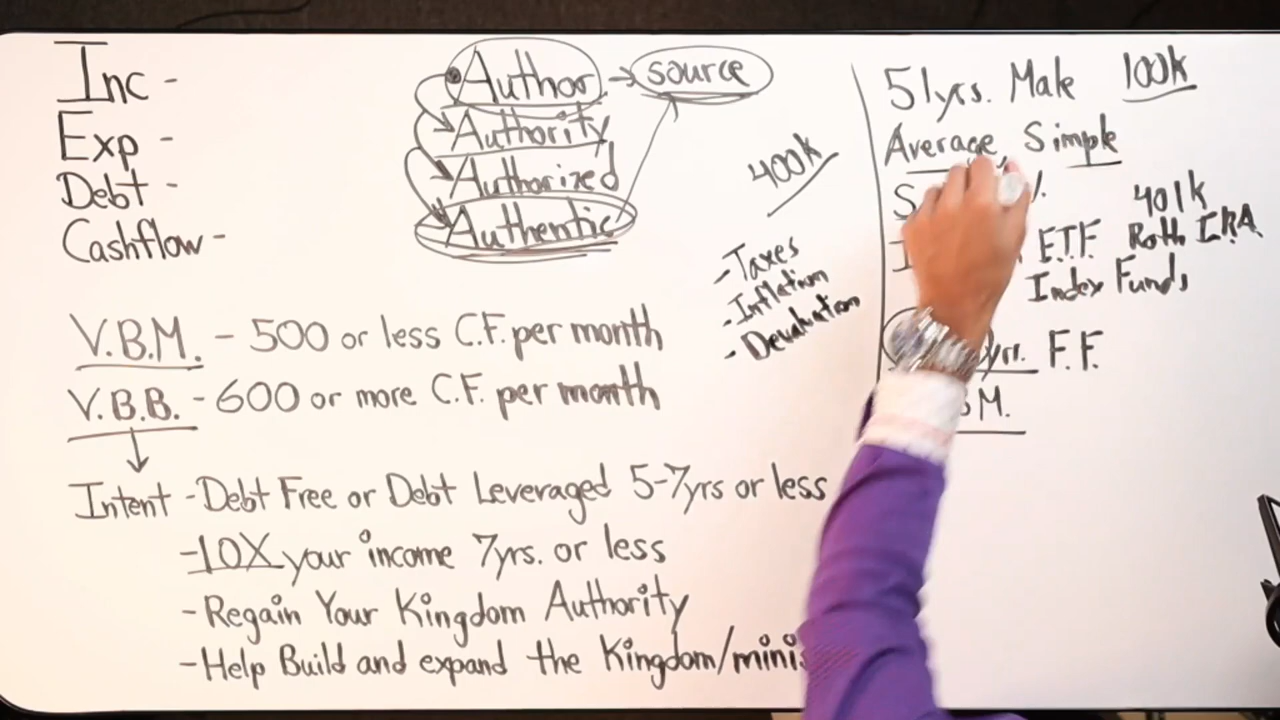 Inc -
Exp -
Debt -
Cashflow -
Author → source
Authority
Authorized
Authentic
400k
- Taxes
- Inflation
- Devaluation
V.B.M. - 500 or less C.F. per month
V.B.B. - 600 or more C.F. per month
Intent - Debt Free or Debt Leveraged 5-7yrs or less
- 10X your income 7yrs. or less
- Regain Your Kingdom Authority
- Help Build and expand the Kingdom/minis
51yrs. Make 100k
Average, Simple
S %
401k
E.T.F. Roth IRA
Index Funds
yrs. F.F.
M.